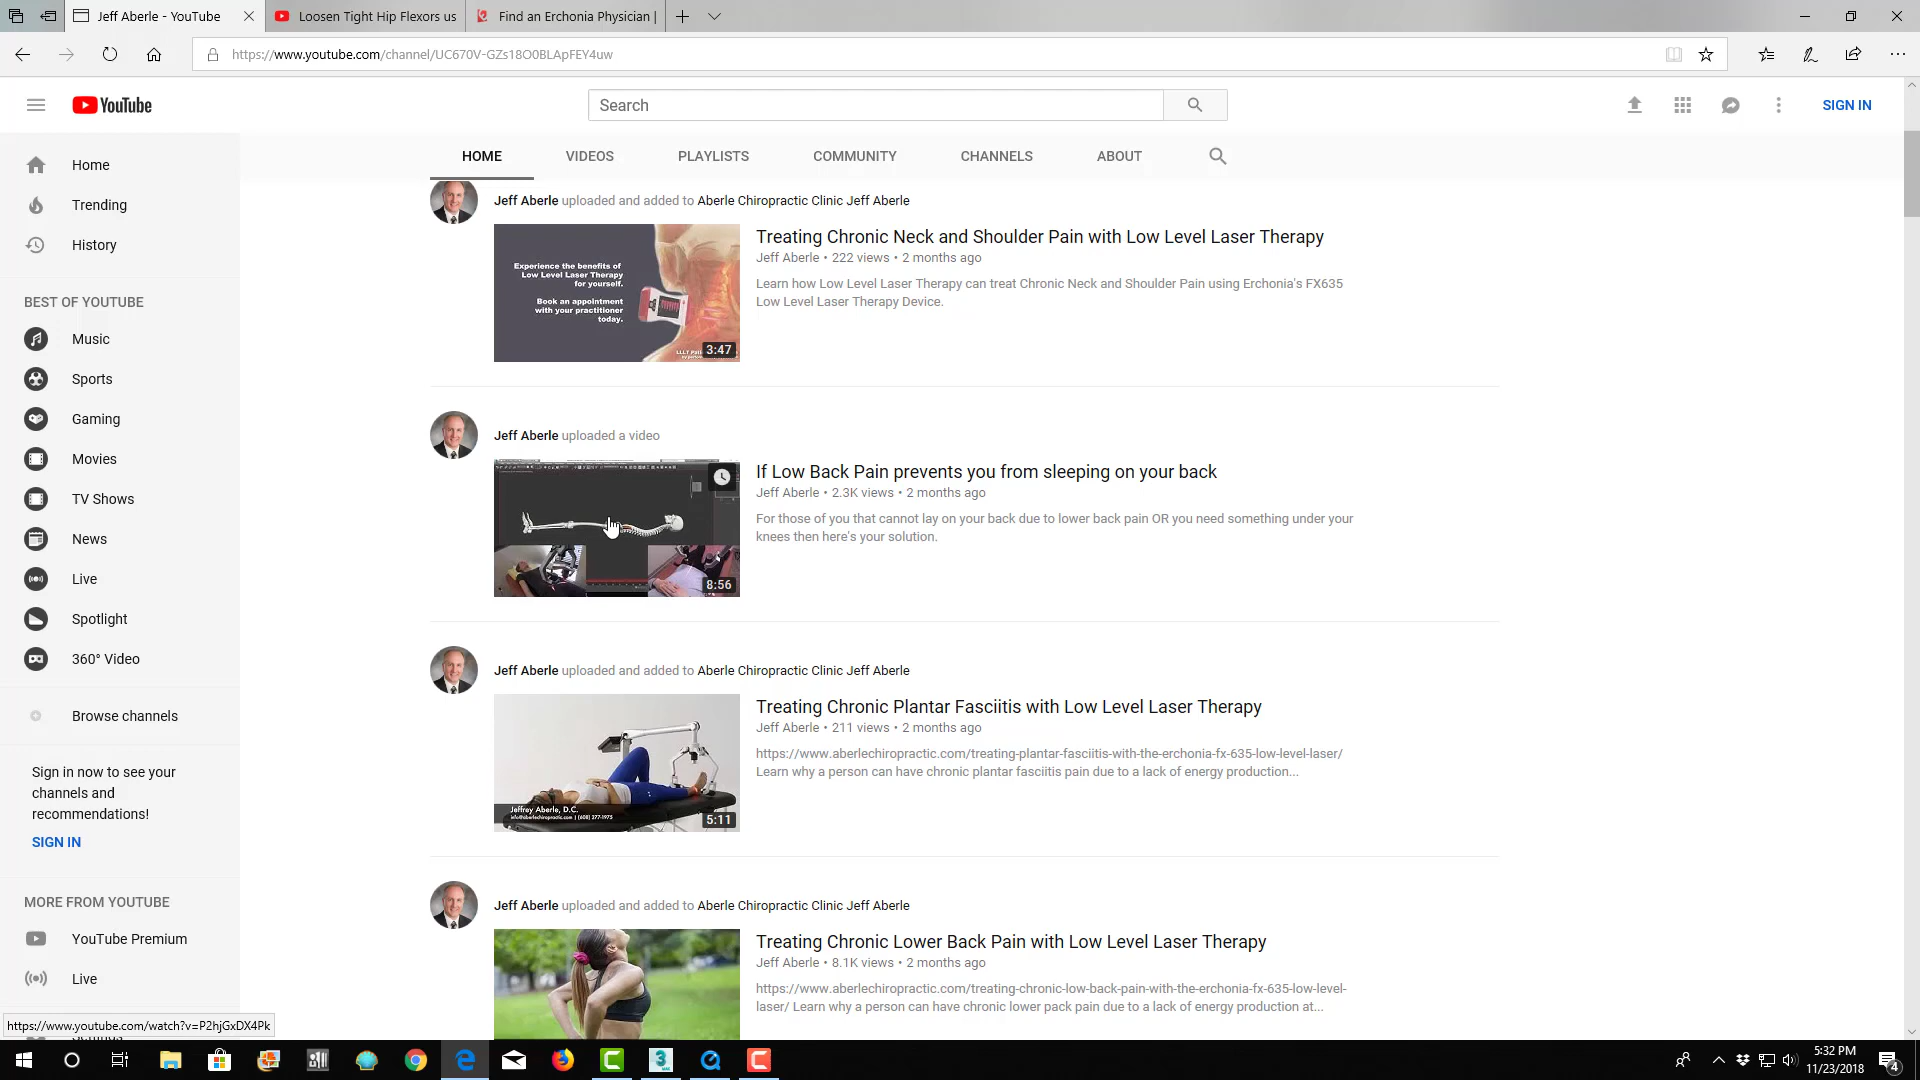 Jeff Aberle - YouTube
Loosen Tight Hip Flexors us
Find an Erchonia Physician |
https://www.youtube.com/channel/UC670V-GZs18O0BLApFEY4uw
YouTube
Search
SIGN IN
HOME
VIDEOS
PLAYLISTS
COMMUNITY
CHANNELS
ABOUT
Home
Trending
History
BEST OF YOUTUBE
Music
Sports
Gaming
Movies
TV Shows
News
Live
Spotlight
360° Video
Browse channels
Sign in now to see your
channels and
recommendations!
SIGN IN
MORE FROM YOUTUBE
YouTube Premium
Live
Settings
https://www.youtube.com/watch?v=P2hjGxDX4Pk
Jeff Aberle uploaded and added to Aberle Chiropractic Clinic Jeff Aberle
Experience the benefits of
Low Level Laser Therapy
for yourself.
Book an appointment
with your practitioner
today.
3:47
Treating Chronic Neck and Shoulder Pain with Low Level Laser Therapy
Jeff Aberle • 222 views • 2 months ago
Learn how Low Level Laser Therapy can treat Chronic Neck and Shoulder Pain using Erchonia's FX635
Low Level Laser Therapy Device.
Jeff Aberle uploaded a video
8:56
If Low Back Pain prevents you from sleeping on your back
Jeff Aberle • 2.3K views • 2 months ago
For those of you that cannot lay on your back due to lower back pain OR you need something under your
knees then here's your solution.
Jeff Aberle uploaded and added to Aberle Chiropractic Clinic Jeff Aberle
Jeffrey Aberle, D.C.
info@aberlechiropractic.com | (608) 377-1975
5:11
Treating Chronic Plantar Fasciitis with Low Level Laser Therapy
Jeff Aberle • 211 views • 2 months ago
https://www.aberlechiropractic.com/treating-plantar-fasciitis-with-the-erchonia-fx-635-low-level-laser/
Learn why a person can have chronic plantar fasciitis pain due to a lack of energy production...
Jeff Aberle uploaded and added to Aberle Chiropractic Clinic Jeff Aberle
Treating Chronic Lower Back Pain with Low Level Laser Therapy
Jeff Aberle • 8.1K views • 2 months ago
https://www.aberlechiropractic.com/treating-chronic-low-back-pain-with-the-erchonia-fx-635-low-level-
laser/ Learn why a person can have chronic lower pack pain due to a lack of energy production at...
5:32 PM
11/23/2018
4